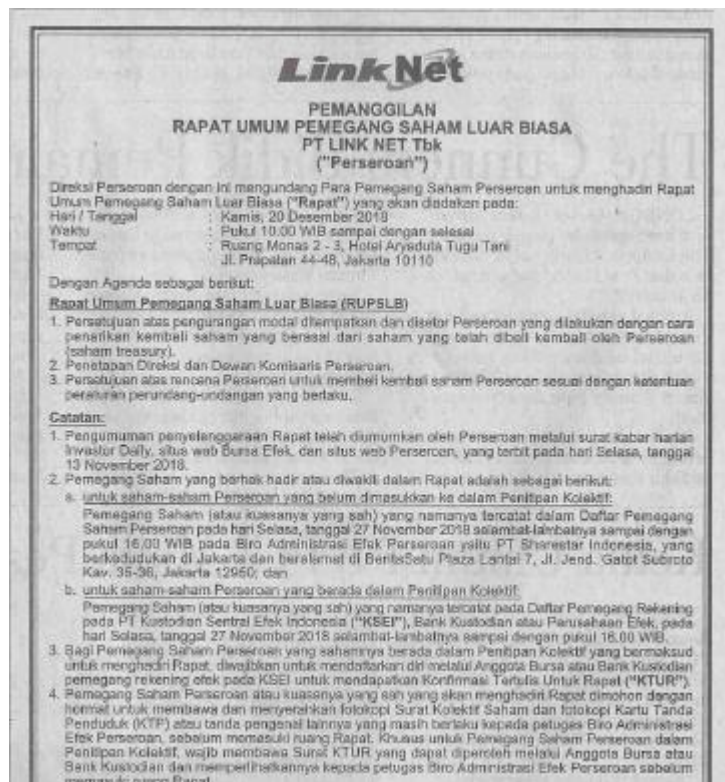 Link Net
PEMANGGILAN
RAPAT UMUM PEMEGANG SAHAM LUAR BIASA
PT LINK NET Tbk
("Perseroan")
Direksi Perseroan dengan ini mengundang Para Pemegang Saham Perseroan untuk menghadiri Rapat
Umum Pemegang Saham Luar Biasa ("Rapat") yang akan diadakan pada:
Hari / Tanggal : Kamis, 20 Desember 2018
Waktu : Pukul 10.00 WIB sampai dengan selesai
Tempat : Ruang Monas 2 - 3, Hotel Aryaduta Tugu Tani
Jl. Prapatan 44-48, Jakarta 10110
Dengan Agenda sebagai berikut:
Rapat Umum Pemegang Saham Luar Biasa (RUPSLB)
1. Persetujuan atas pengurangan modal ditempatkan dan disetor Perseroan yang dilakukan dengan cara
penarikan kembali saham yang berasal dari saham yang telah dibeli kembali oleh Perseroan
(saham treasury).
2. Penetapan Direksi dan Dewan Komisaris Perseroan.
3. Persetujuan atas rencana Perseroan untuk membeli kembali saham Perseroan sesuai dengan ketentuan
peraturan perundang-undangan yang berlaku.
Catatan:
1. Pengumuman penyelenggaraan Rapat telah diumumkan oleh Perseroan melalui surat kabar harian
Investor Daily, situs web Bursa Efek, dan situs web Perseroan, yang terbit pada hari Selasa, tanggal
13 November 2018.
2. Pemegang Saham yang berhak hadir atau diwakili dalam Rapat adalah sebagai berikut:
a. untuk saham-saham Perseroan yang belum dimasukkan ke dalam Penitipan Kolektif:
Pemegang Saham (atau kuasanya yang sah) yang namanya tercatat dalam Daftar Pemegang
Saham Perseroan pada hari Selasa, tanggal 27 November 2018 selambat-lambatnya sampai dengan
pukul 16.00 WIB pada Biro Administrasi Efek Perseroan yaitu PT Sharestar Indonesia, yang
berkedudukan di Jakarta dan beralamat di BeritaSatu Plaza Lantai 7, Jl. Jend. Gatot Subroto
Kav. 35-36, Jakarta 12950; dan
b. untuk saham-saham Perseroan yang berada dalam Penitipan Kolektif:
Pemegang Saham (atau kuasanya yang sah) yang namanya tercatat pada Daftar Pemegang Rekening
pada PT Kustodian Sentral Efek Indonesia ("KSEI"), Bank Kustodian atau Perusahaan Efek, pada
hari Selasa, tanggal 27 November 2018 selambat-lambatnya sampai dengan pukul 16.00 WIB.
3. Bagi Pemegang Saham Perseroan yang sahamnya berada dalam Penitipan Kolektif yang bermaksud
untuk menghadiri Rapat, diwajibkan untuk mendaftarkan diri melalui Anggota Bursa atau Bank Kustodian
pemegang rekening efek pada KSEI untuk mendapatkan Konfirmasi Tertulis Untuk Rapat ("KTUR").
4. Pemegang Saham Perseroan atau kuasanya yang sah yang akan menghadiri Rapat dimohon dengan
hormat untuk membawa dan menyerahkan fotokopi Surat Kolektif Saham dan fotokopi Kartu Tanda
Penduduk (KTP) atau tanda pengenal lainnya yang masih berlaku kepada petugas Biro Administrasi
Efek Perseroan, sebelum memasuki ruang Rapat. Khusus untuk Pemegang Saham Perseroan dalam
Penitipan Kolektif, wajib membawa Surat KTUR yang dapat diperoleh melalui Anggota Bursa atau
Bank Kustodian dan memperlihatkannya kepada petugas Biro Administrasi Efek Perseroan sebelum
memasuki ruang Rapat.